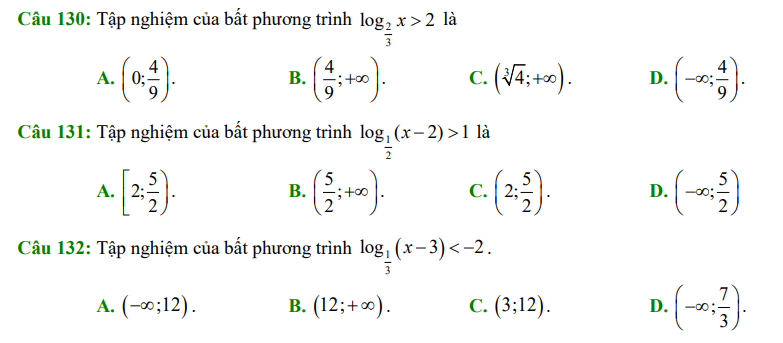 Câu 130: Tập nghiệm của bất phương trình $\log_{\frac{2}{3}} x > 2$ là
A. $\left(0;\frac{4}{9}\right)$. B. $\left(\frac{4}{9};+\infty\right)$. C. $\left(\sqrt[3]{4};+\infty\right)$. D. $\left(-\infty;\frac{4}{9}\right)$.
Câu 131: Tập nghiệm của bất phương trình $\log_{\frac{1}{2}}(x-2) > 1$ là
A. $\left[2;\frac{5}{2}\right)$. B. $\left(\frac{5}{2};+\infty\right)$. C. $\left(2;\frac{5}{2}\right)$. D. $\left(-\infty;\frac{5}{2}\right)$
Câu 132: Tập nghiệm của bất phương trình $\log_{\frac{1}{3}}(x-3) < -2$.
A. $(-\infty;12)$. B. $(12;+\infty)$. C. $(3;12)$. D. $\left(-\infty;\frac{7}{3}\right)$.